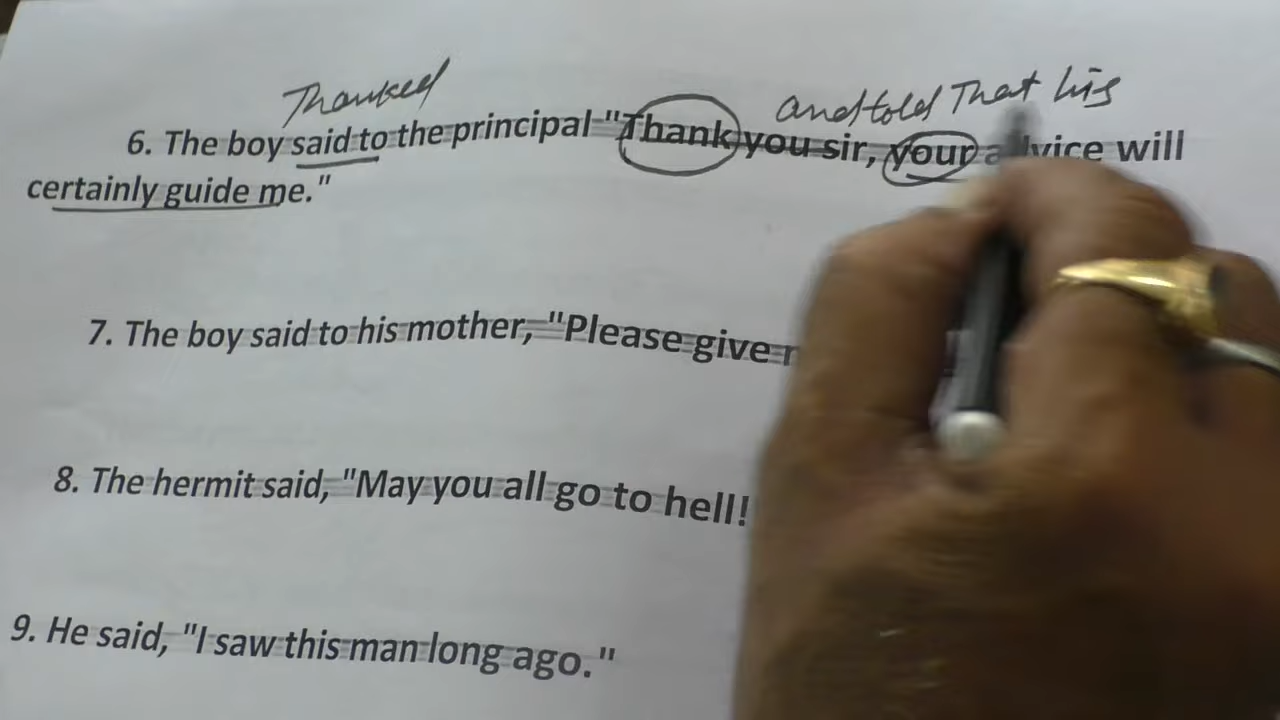 Thanked and told That his
6. The boy said to the principal "Thank you sir, your advice will
certainly guide me."
7. The boy said to his mother, "Please give
8. The hermit said, "May you all go to hell!
9. He said, "I saw this man long ago."